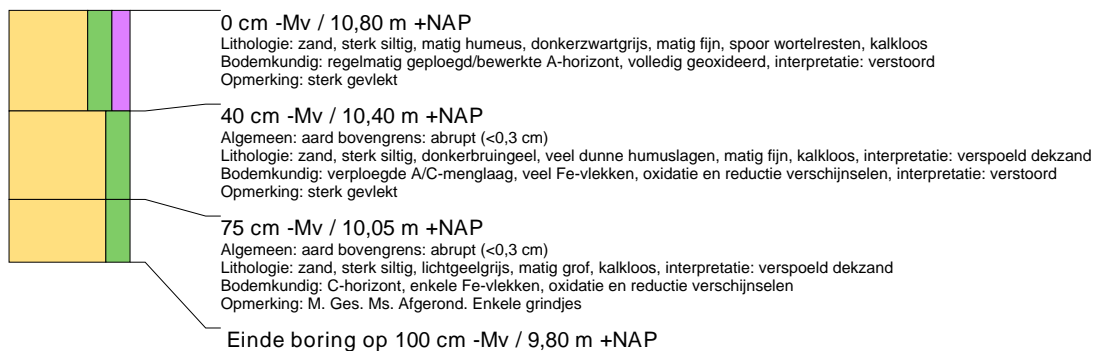 0 cm -Mv / 10,80 m +NAP
Lithologie: zand, sterk siltig, matig humeus, donkerzwartgrijs, matig fijn, spoor wortelresten, kalkloos
Bodemkundig: regelmatig geploegd/bewerkte A-horizont, volledig geoxideerd, interpretatie: verstoord
Opmerking: sterk gevlekt
40 cm -Mv / 10,40 m +NAP
Algemeen: aard bovengrens: abrupt (<0,3 cm)
Lithologie: zand, sterk siltig, donkerbruingeel, veel dunne humuslagen, matig fijn, kalkloos, interpretatie: verspoeld dekzand
Bodemkundig: verploegde A/C-menglaag, veel Fe-vlekken, oxidatie en reductie verschijnselen, interpretatie: verstoord
Opmerking: sterk gevlekt
75 cm -Mv / 10,05 m +NAP
Algemeen: aard bovengrens: abrupt (<0,3 cm)
Lithologie: zand, sterk siltig, lichtgeelgrijs, matig grof, kalkloos, interpretatie: verspoeld dekzand
Bodemkundig: C-horizont, enkele Fe-vlekken, oxidatie en reductie verschijnselen
Opmerking: M. Ges. Ms. Afgerond. Enkele grindjes
Einde boring op 100 cm -Mv / 9,80 m +NAP